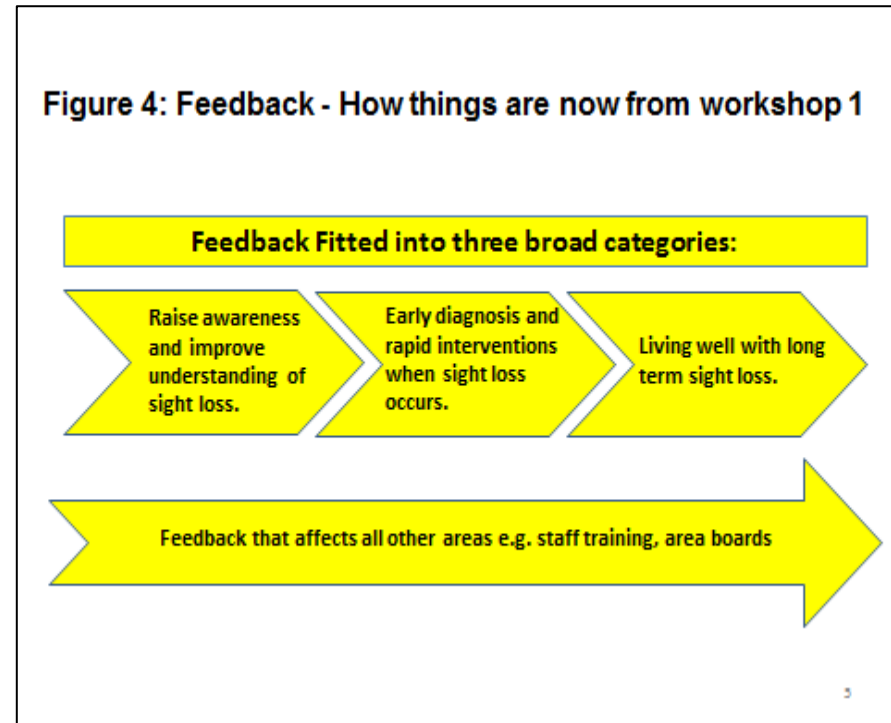 Figure 4: Feedback - How things are now from workshop 1
Feedback Fitted into three broad categories:
Raise awareness
and improve
understanding of
sight loss.
Early diagnosis and
rapid interventions
when sight loss
occurs.
Living well with long
term sight loss.
Feedback that affects all other areas e.g. staff training, area boards